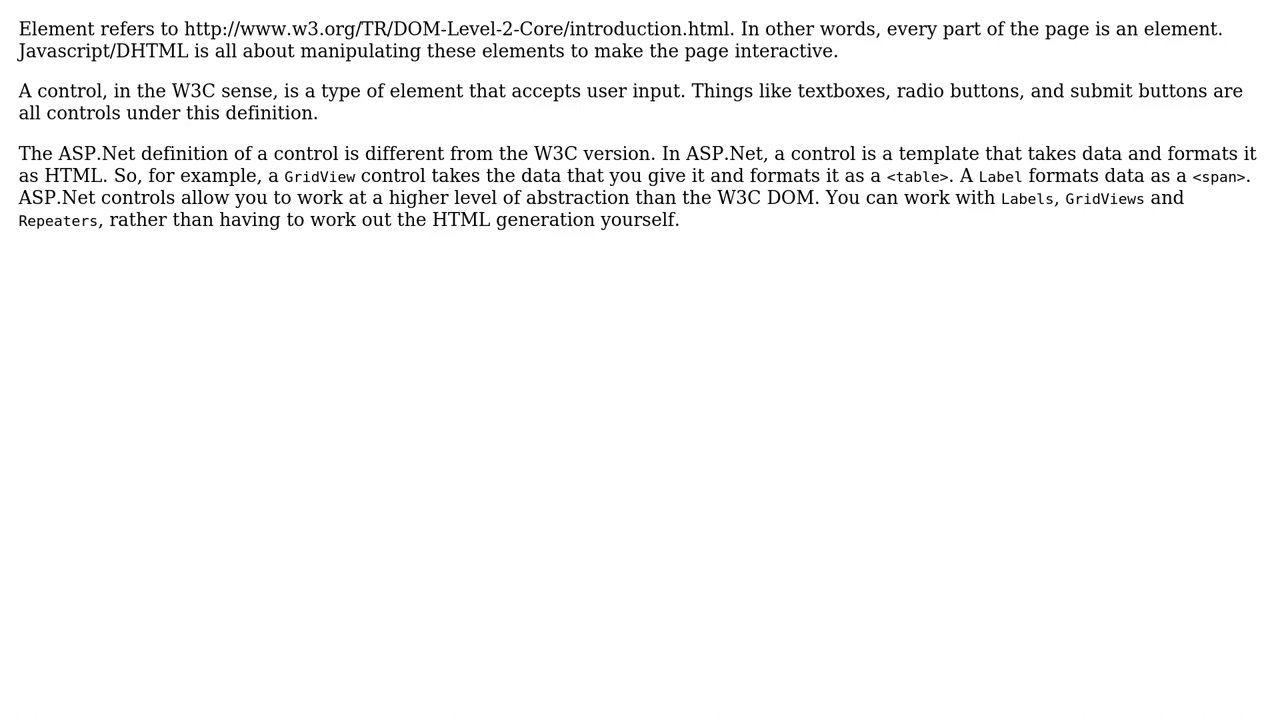 Element refers to http://www.w3.org/TR/DOM-Level-2-Core/introduction.html. In other words, every part of the page is an element.
Javascript/DHTML is all about manipulating these elements to make the page interactive.
A control, in the W3C sense, is a type of element that accepts user input. Things like textboxes, radio buttons, and submit buttons are
all controls under this definition.
The ASP.Net definition of a control is different from the W3C version. In ASP.Net, a control is a template that takes data and formats it
as HTML. So, for example, a GridView control takes the data that you give it and formats it as a <table>. A Label formats data as a <span>.
ASP.Net controls allow you to work at a higher level of abstraction than the W3C DOM. You can work with Labels, GridViews and
Repeaters, rather than having to work out the HTML generation yourself.